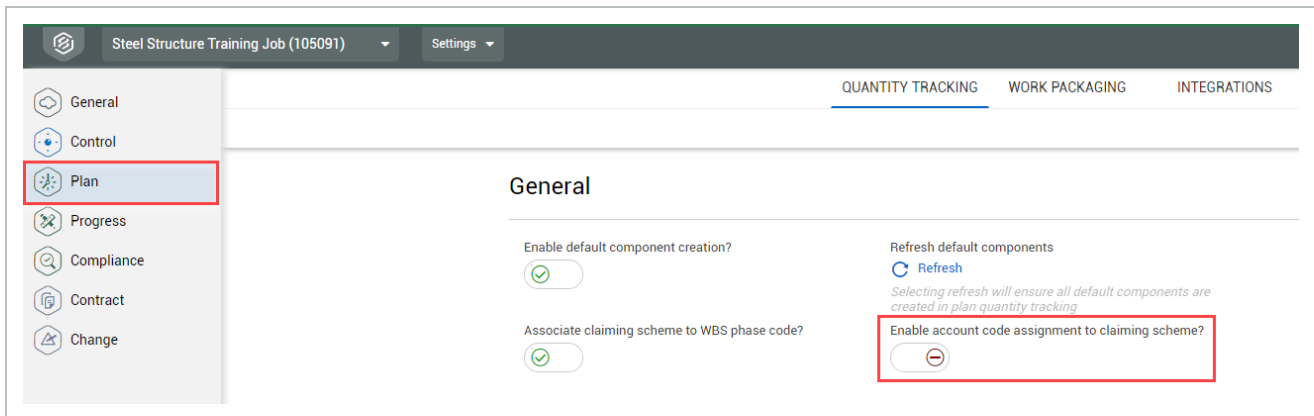 Steel Structure Training Job (105091)
Settings
General
Control
Plan
Progress
Compliance
Contract
Change
QUANTITY TRACKING
WORK PACKAGING
INTEGRATIONS
General
Enable default component creation?
Refresh default components
Refresh
Selecting refresh will ensure all default components are
created in plan quantity tracking
Associate claiming scheme to WBS phase code?
Enable account code assignment to claiming scheme?